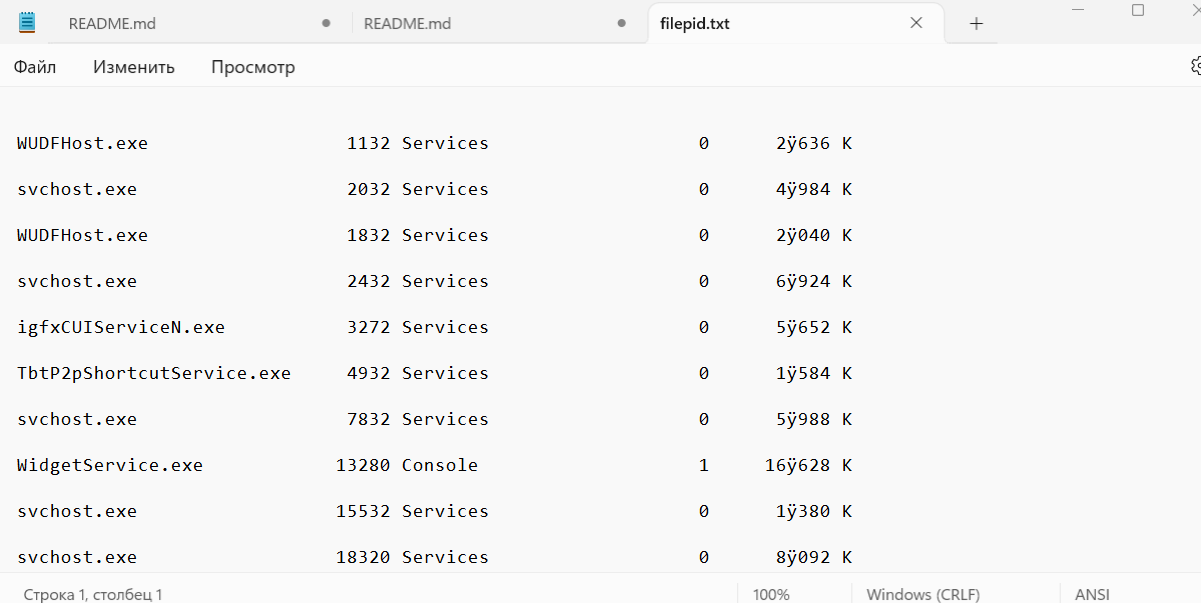 README.md README.md filepid.txt
Файл Изменить Просмотр
WUDFHost.exe 1132 Services 0 2ÿ636 K
svchost.exe 2032 Services 0 4ÿ984 K
WUDFHost.exe 1832 Services 0 2ÿ040 K
svchost.exe 2432 Services 0 6ÿ924 K
igfxCUIServiceN.exe 3272 Services 0 5ÿ652 K
TbtP2pShortcutService.exe 4932 Services 0 1ÿ584 K
svchost.exe 7832 Services 0 5ÿ988 K
WidgetService.exe 13280 Console 1 16ÿ628 K
svchost.exe 15532 Services 0 1ÿ380 K
svchost.exe 18320 Services 0 8ÿ092 K
Строка 1, столбец 1 100% Windows (CRLF) ANSI